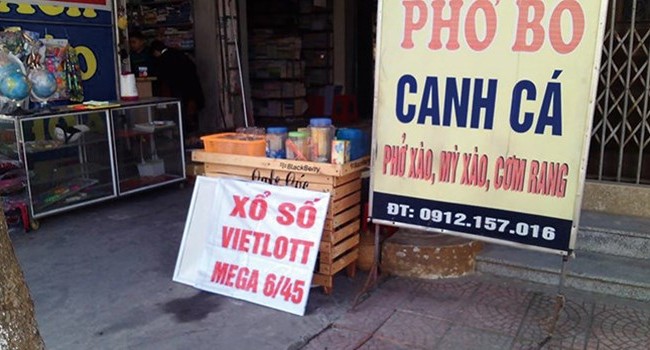 PHỞ BÒ
CANH CÁ
PHỞ XÀO, MỲ XÀO, CƠM RANG
ĐT: 0912.157.016
BlackBerry
XỔ SỐ
VIETLOTT
MEGA 6/45